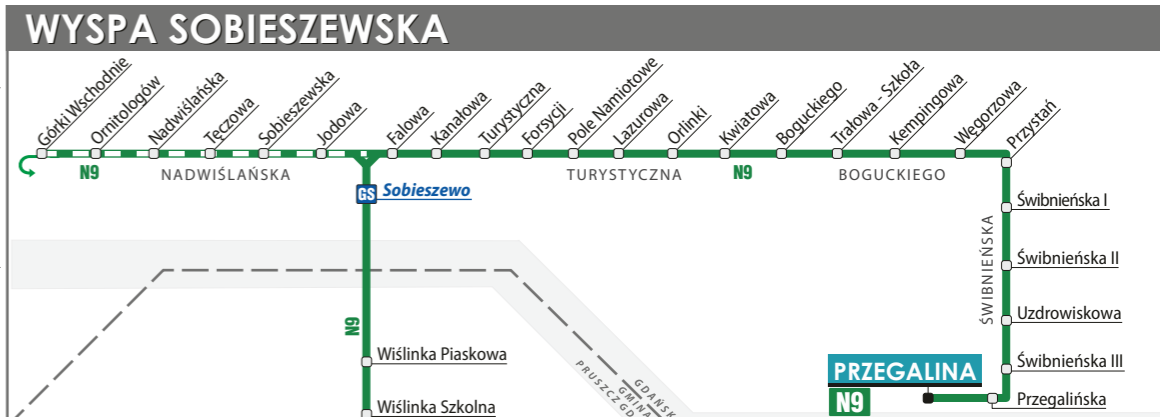 WYSPA SOBIESZEWSKA
Górki Wschodnie
Ornitologów
Nadwiślańska
Tęczowa
Sobieszewska
Jodowa
Falowa
Kanałowa
Turystyczna
Forsycji
Pole Namiotowe
Lazurowa
Orlinki
Kwiatowa
Boguckiego
Trałowa - Szkoła
Kempingowa
Węgorzowa
Przystań
N9
NADWIŚLAŃSKA
TURYSTYCZNA
N9
BOGUCKIEGO
GS Sobieszewo
Świbnieńska I
ŚWIBNIEŃSKA
Świbnieńska II
Uzdrowiskowa
N9
Wiślinka Piaskowa
Świbnieńska III
PRZEGALINA
N9
Przegalińska
Wiślinka Szkolna
GDAŃSK
GMINA
PRUSZCZ GD